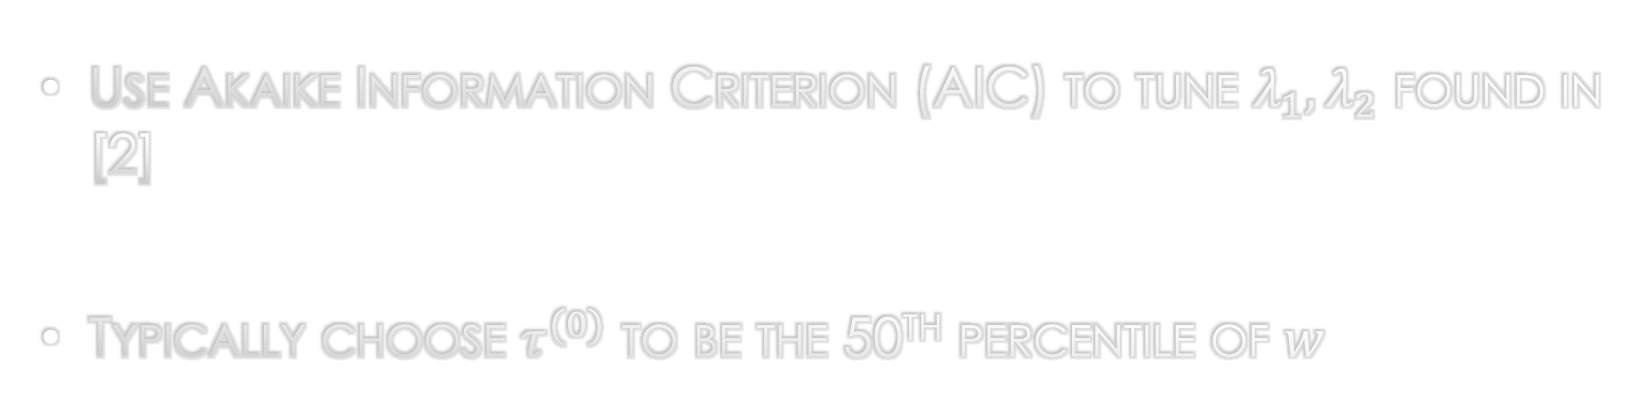 • Use Akaike Information Criterion (AIC) to tune λ₁, λ₂ found in
[2]
• Typically choose τ⁽⁰⁾ to be the 50th percentile of w